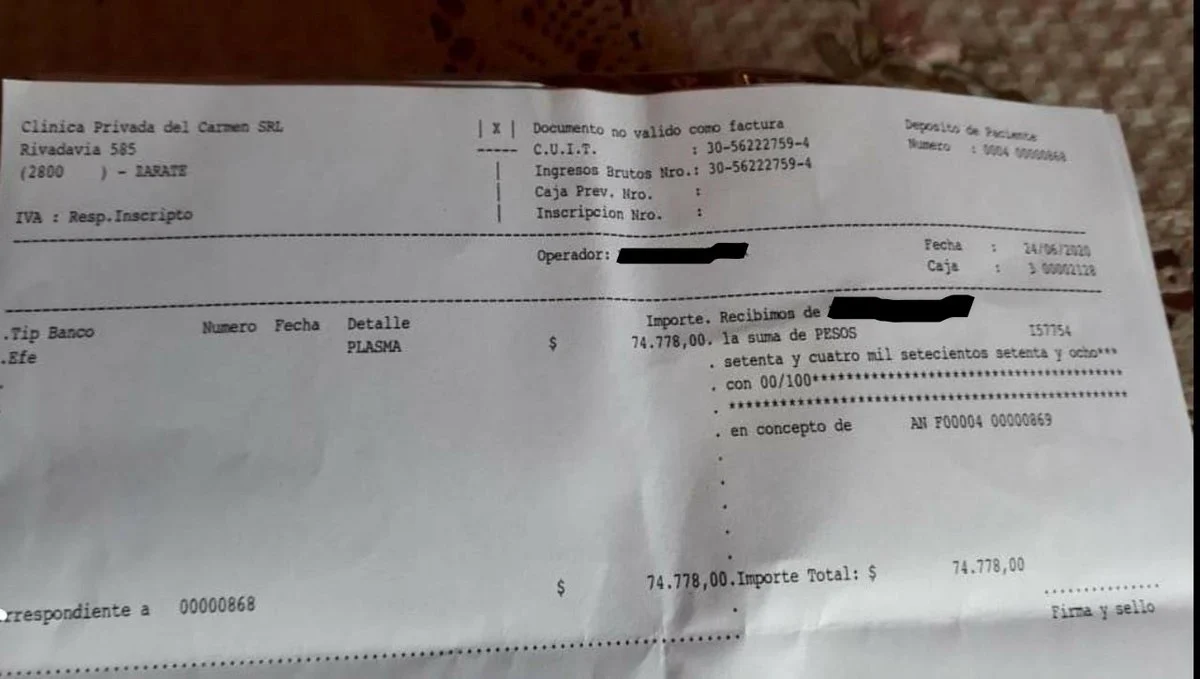 Clinica Privada del Carmen SRL
Rivadavia 585
(2800 ) - ZARATE
IVA : Resp.Inscripto
| X |
Documento no valido como factura
C.U.I.T. : 30-56222759-4
Ingresos Brutos Nro.: 30-56222759-4
Caja Prev. Nro. :
Inscripcion Nro. :
Deposito de Paciente
Numero : 0004 00000868
Operador:
Fecha : 24/06/2020
Caja : 3 00002128
.Tip Banco Numero Fecha Detalle Importe. Recibimos de
.Efe PLASMA $ 74.778,00. la suma de PESOS I57754
. setenta y cuatro mil setecientos setenta y ocho***
. con 00/100**************************************
. ************************************************
. en concepto de AN F00004 00000869
$ 74.778,00.Importe Total: $ 74.778,00
rrespondiente a 00000868
Firma y sello